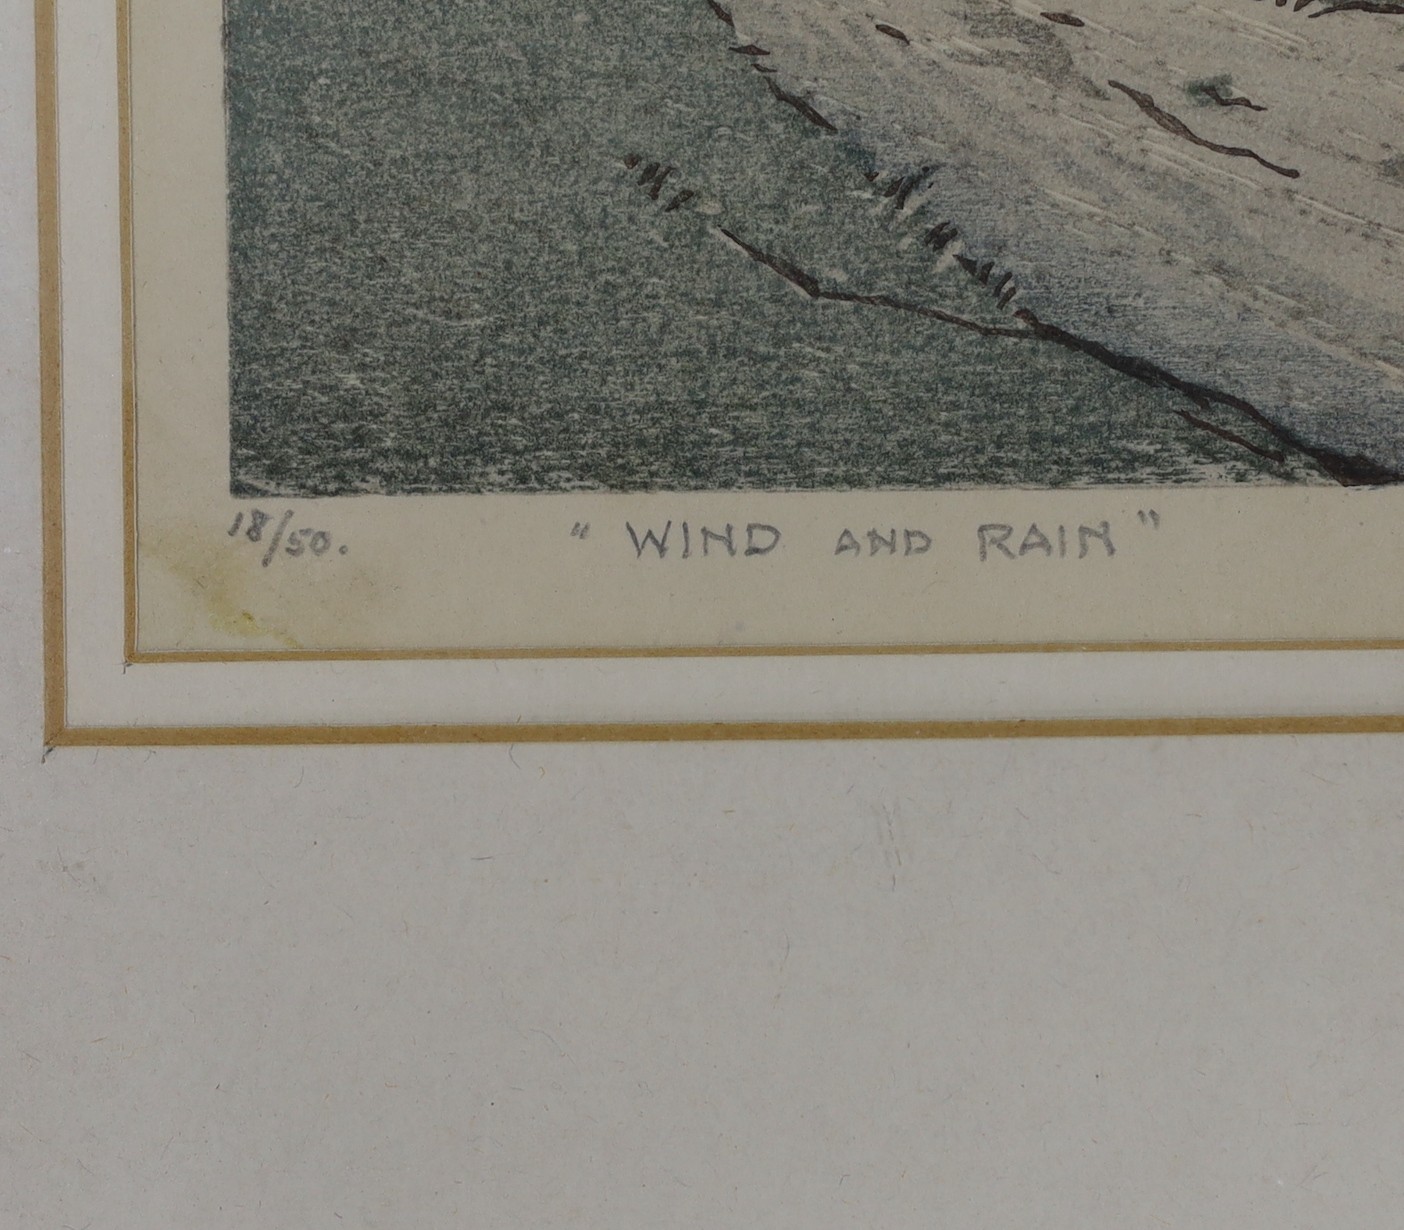 18/50. " WIND AND RAIN "